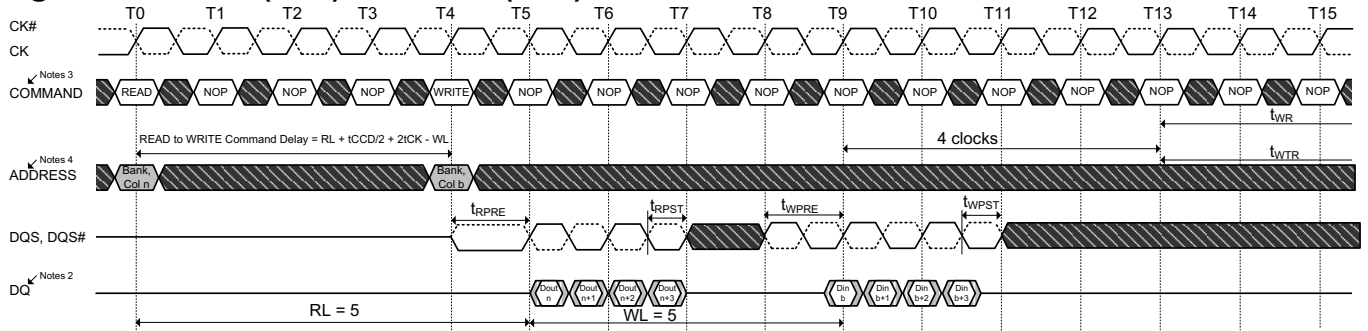 T0 T1 T2 T3 T4 T5 T6 T7 T8 T9 T10 T11 T12 T13 T14 T15
CK#
CK
Notes 3
COMMAND READ NOP NOP NOP WRITE NOP NOP NOP NOP NOP NOP NOP NOP NOP NOP NOP
tWR
READ to WRITE Command Delay = RL + tCCD/2 + 2tCK - WL
4 clocks
tWTR
Notes 4
ADDRESS
Bank, Col n
Bank, Col b
tRPRE tRPST tWPRE tWPST
DQS, DQS#
Notes 2
DQ
Dout n
Dout n+1
Dout n+2
Dout n+3
Din b
Din b+1
Din b+2
Din b+3
RL = 5 WL = 5